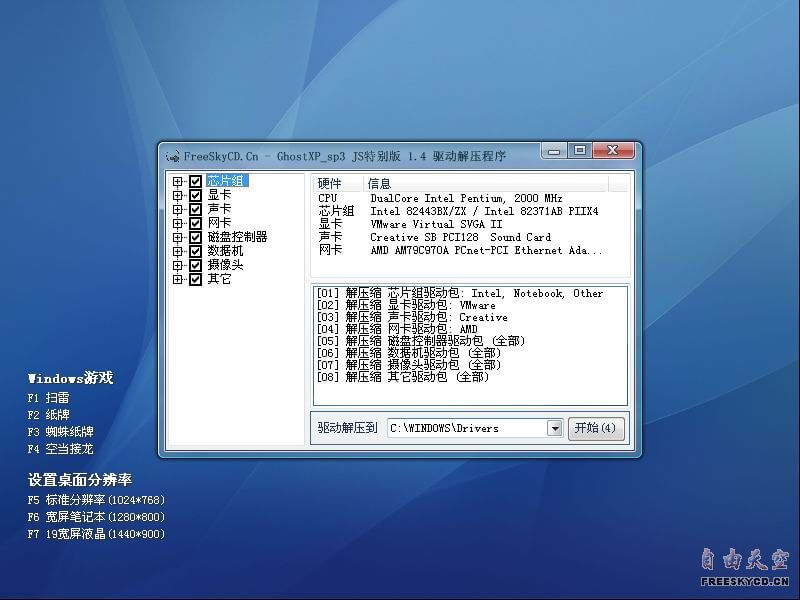 FreeSkyCD.Cn - GhostXP_sp3 JS特别版 1.4 驱动解压程序
芯片组
显卡
声卡
网卡
磁盘控制器
数据机
摄像头
其它
硬件 信息
CPU DualCore Intel Pentium, 2000 MHz
芯片组 Intel 82443BX/ZX / Intel 82371AB PIIX4
显卡 VMware Virtual SVGA II
声卡 Creative SB PCI128 Sound Card
网卡 AMD AM79C970A PCnet-PCI Ethernet Ada...
[01] 解压缩 芯片组驱动包: Intel, Notebook, Other
[02] 解压缩 显卡驱动包: VMware
[03] 解压缩 声卡驱动包: Creative
[04] 解压缩 网卡驱动包: AMD
[05] 解压缩 磁盘控制器驱动包 (全部)
[06] 解压缩 数据机驱动包 (全部)
[07] 解压缩 摄像头驱动包 (全部)
[08] 解压缩 其它驱动包 (全部)
驱动解压到 C:\WINDOWS\Drivers 开始(4)
Windows游戏
F1 扫雷
F2 纸牌
F3 蜘蛛纸牌
F4 空当接龙
设置桌面分辨率
F5 标准分辨率(1024*768)
F6 宽屏笔记本(1280*800)
F7 19宽屏液晶(1440*900)
自由天空
FREESKYCD.CN